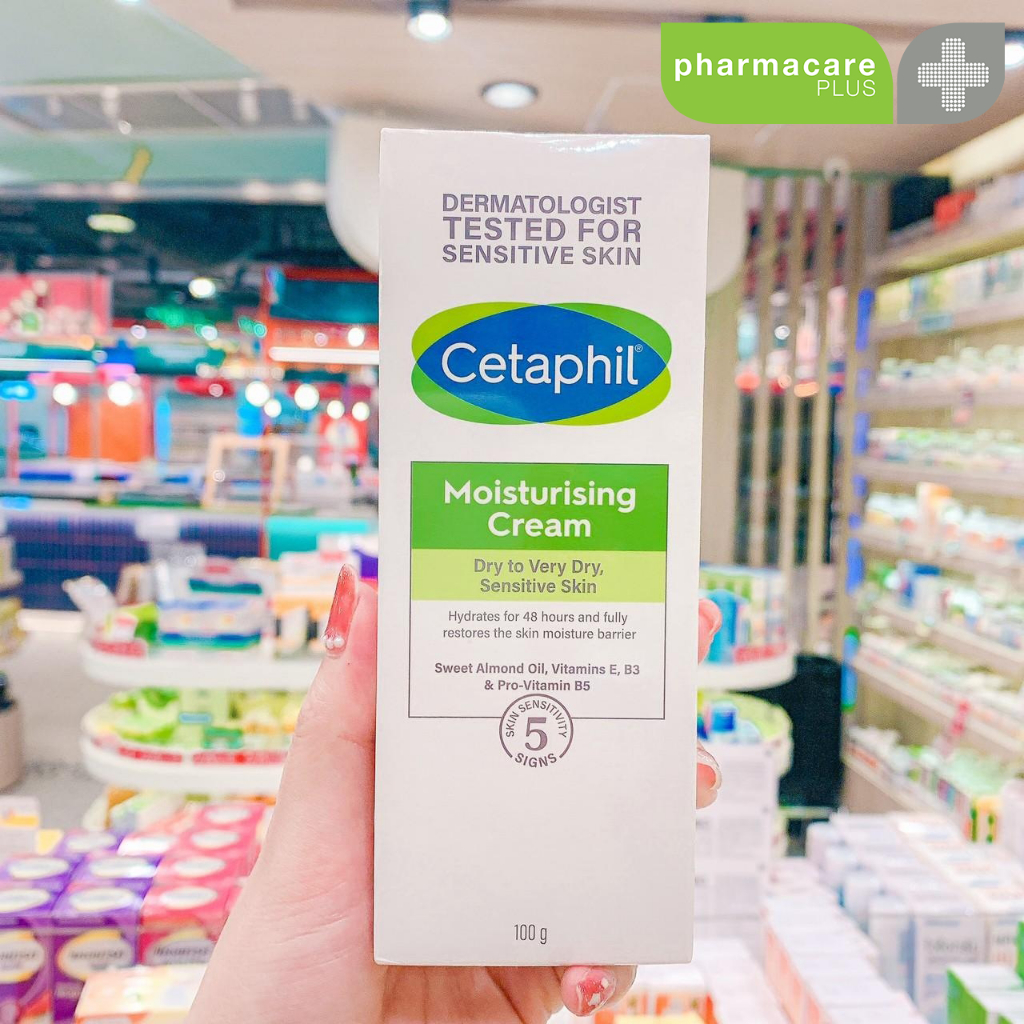 pharmacare
PLUS
DERMATOLOGIST
TESTED FOR
SENSITIVE SKIN
Cetaphil®
Moisturising
Cream
Dry to Very Dry,
Sensitive Skin
Hydrates for 48 hours and fully
restores the skin moisture barrier
Sweet Almond Oil, Vitamins E, B3
& Pro-Vitamin B5
SKIN SENSITIVITY
5
SIGNS
100 g